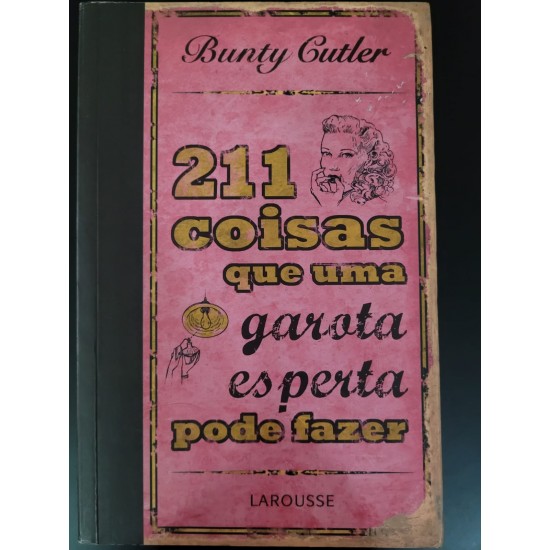 Bunty Cutler
211
coisas
que uma
garota
esperta
pode fazer
LAROUSSE